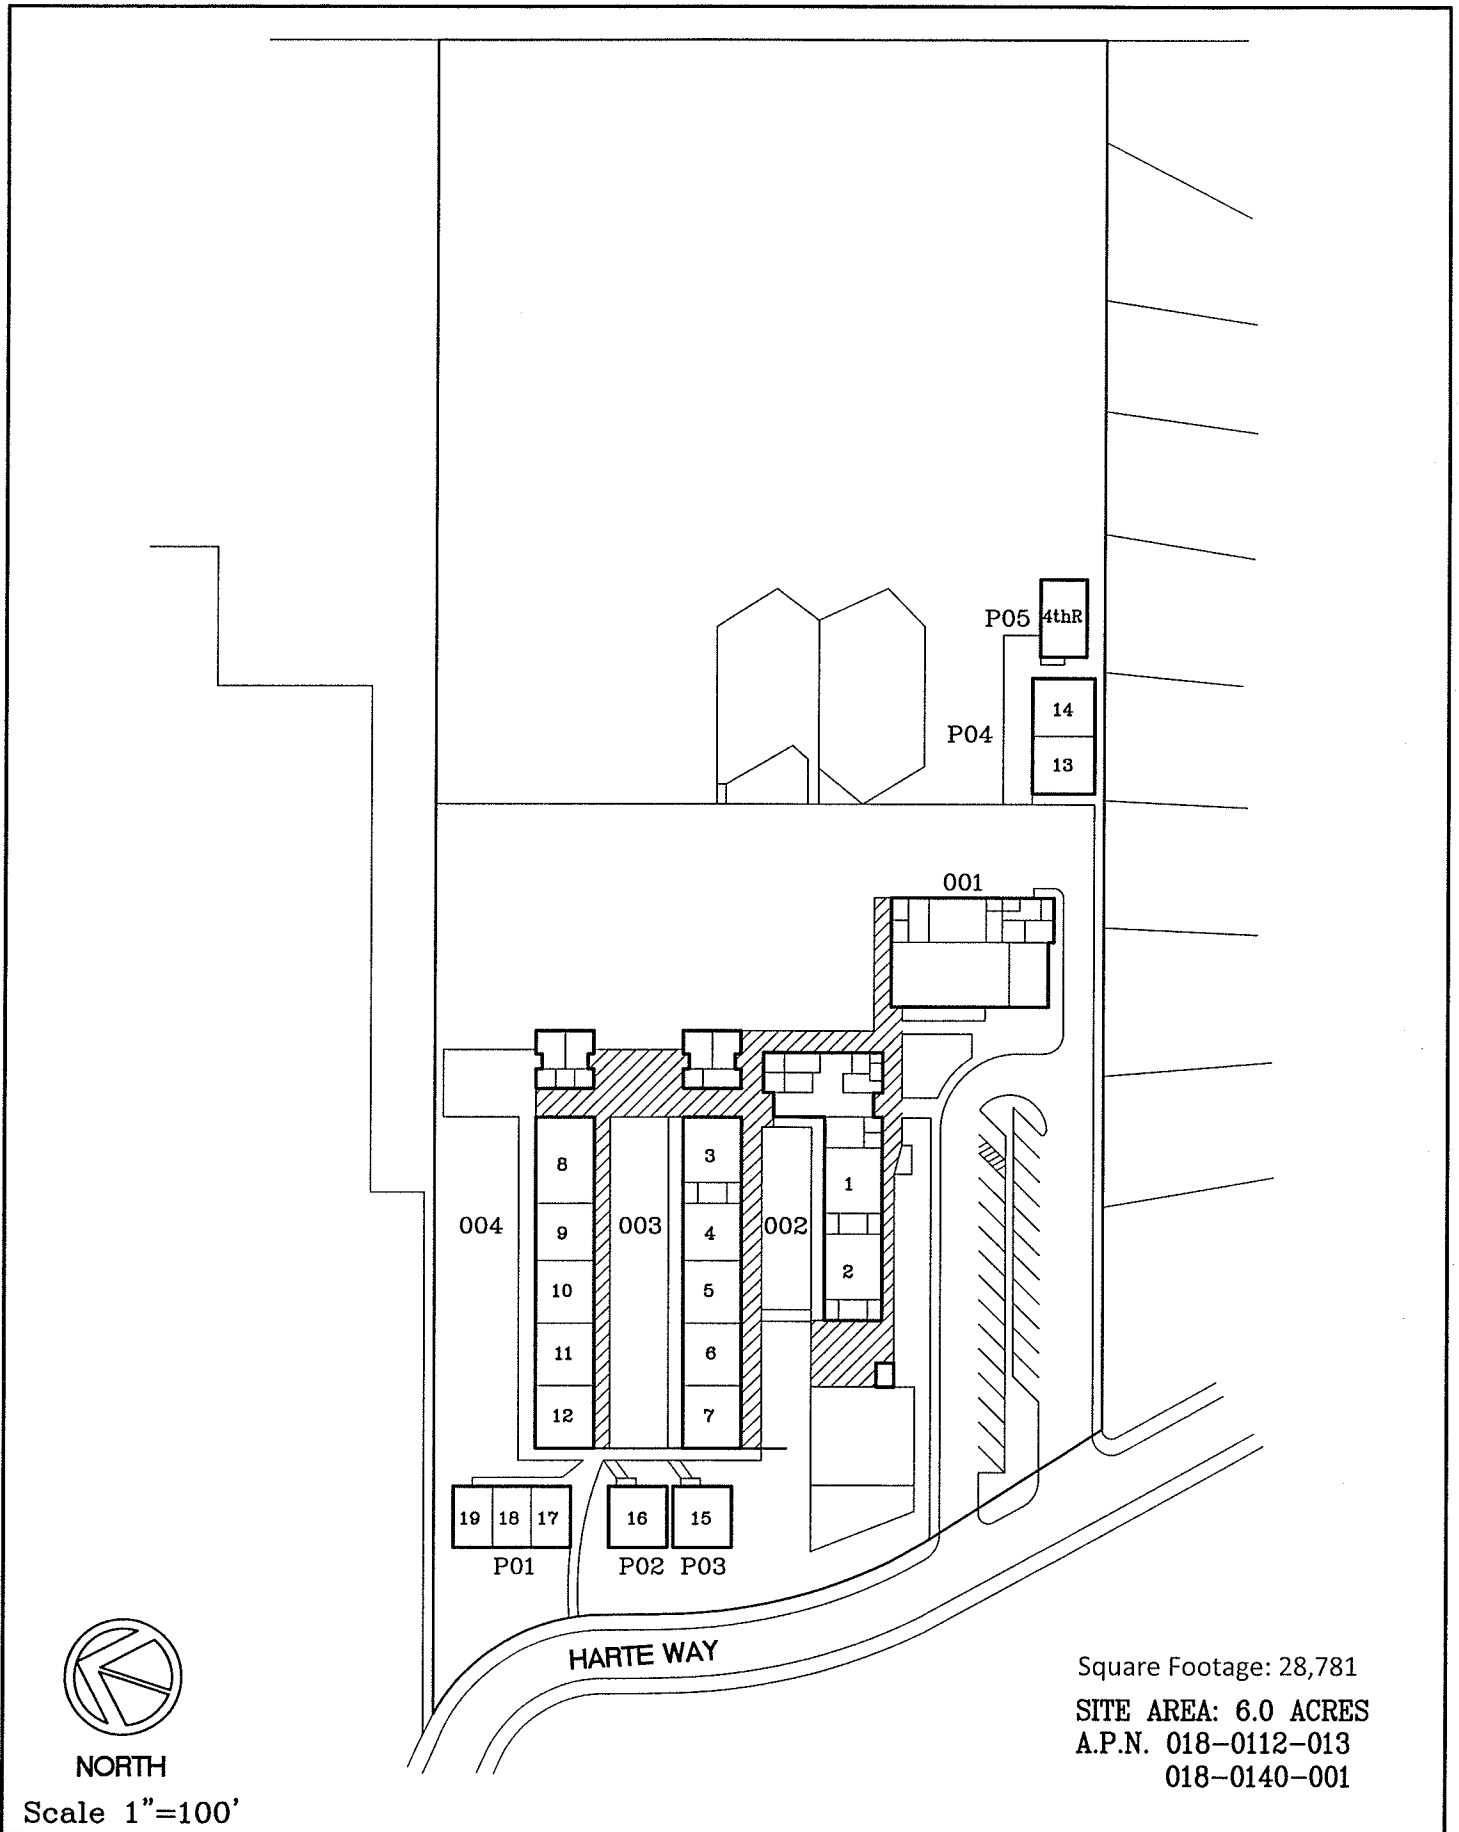 P05 4thR
14
P04
13
001
3
8
1
004
003
002
9
4
2
10
5
11
6
12
7
19 18 17
16
15
P01
P02
P03
HARTE WAY
NORTH
Scale 1"=100'
Square Footage: 28,781
SITE AREA: 6.0 ACRES
A.P.N. 018-0112-013
018-0140-001